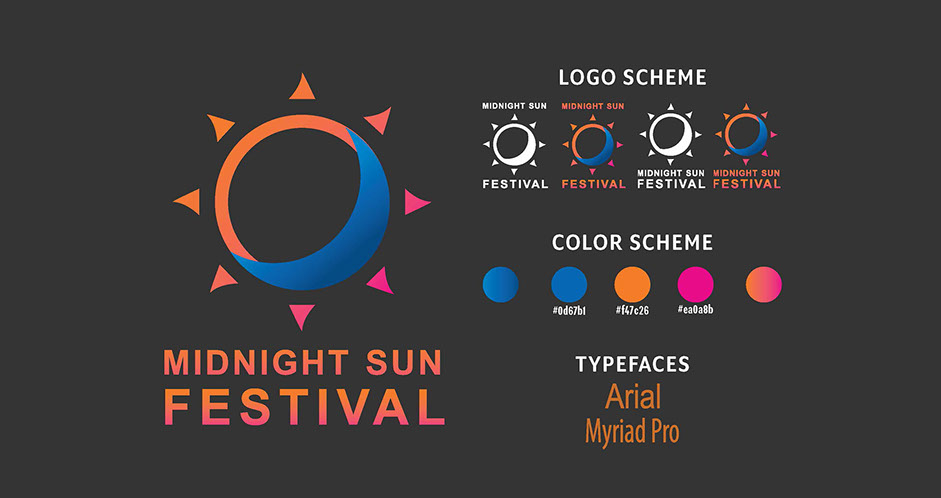 MIDNIGHT SUN
FESTIVAL
LOGO SCHEME
MIDNIGHT SUN
FESTIVAL
MIDNIGHT SUN
FESTIVAL
MIDNIGHT SUN
FESTIVAL
MIDNIGHT SUN
FESTIVAL
COLOR SCHEME
#0d67b1
#f47c26
#ea0a8b
TYPEFACES
Arial
Myriad Pro